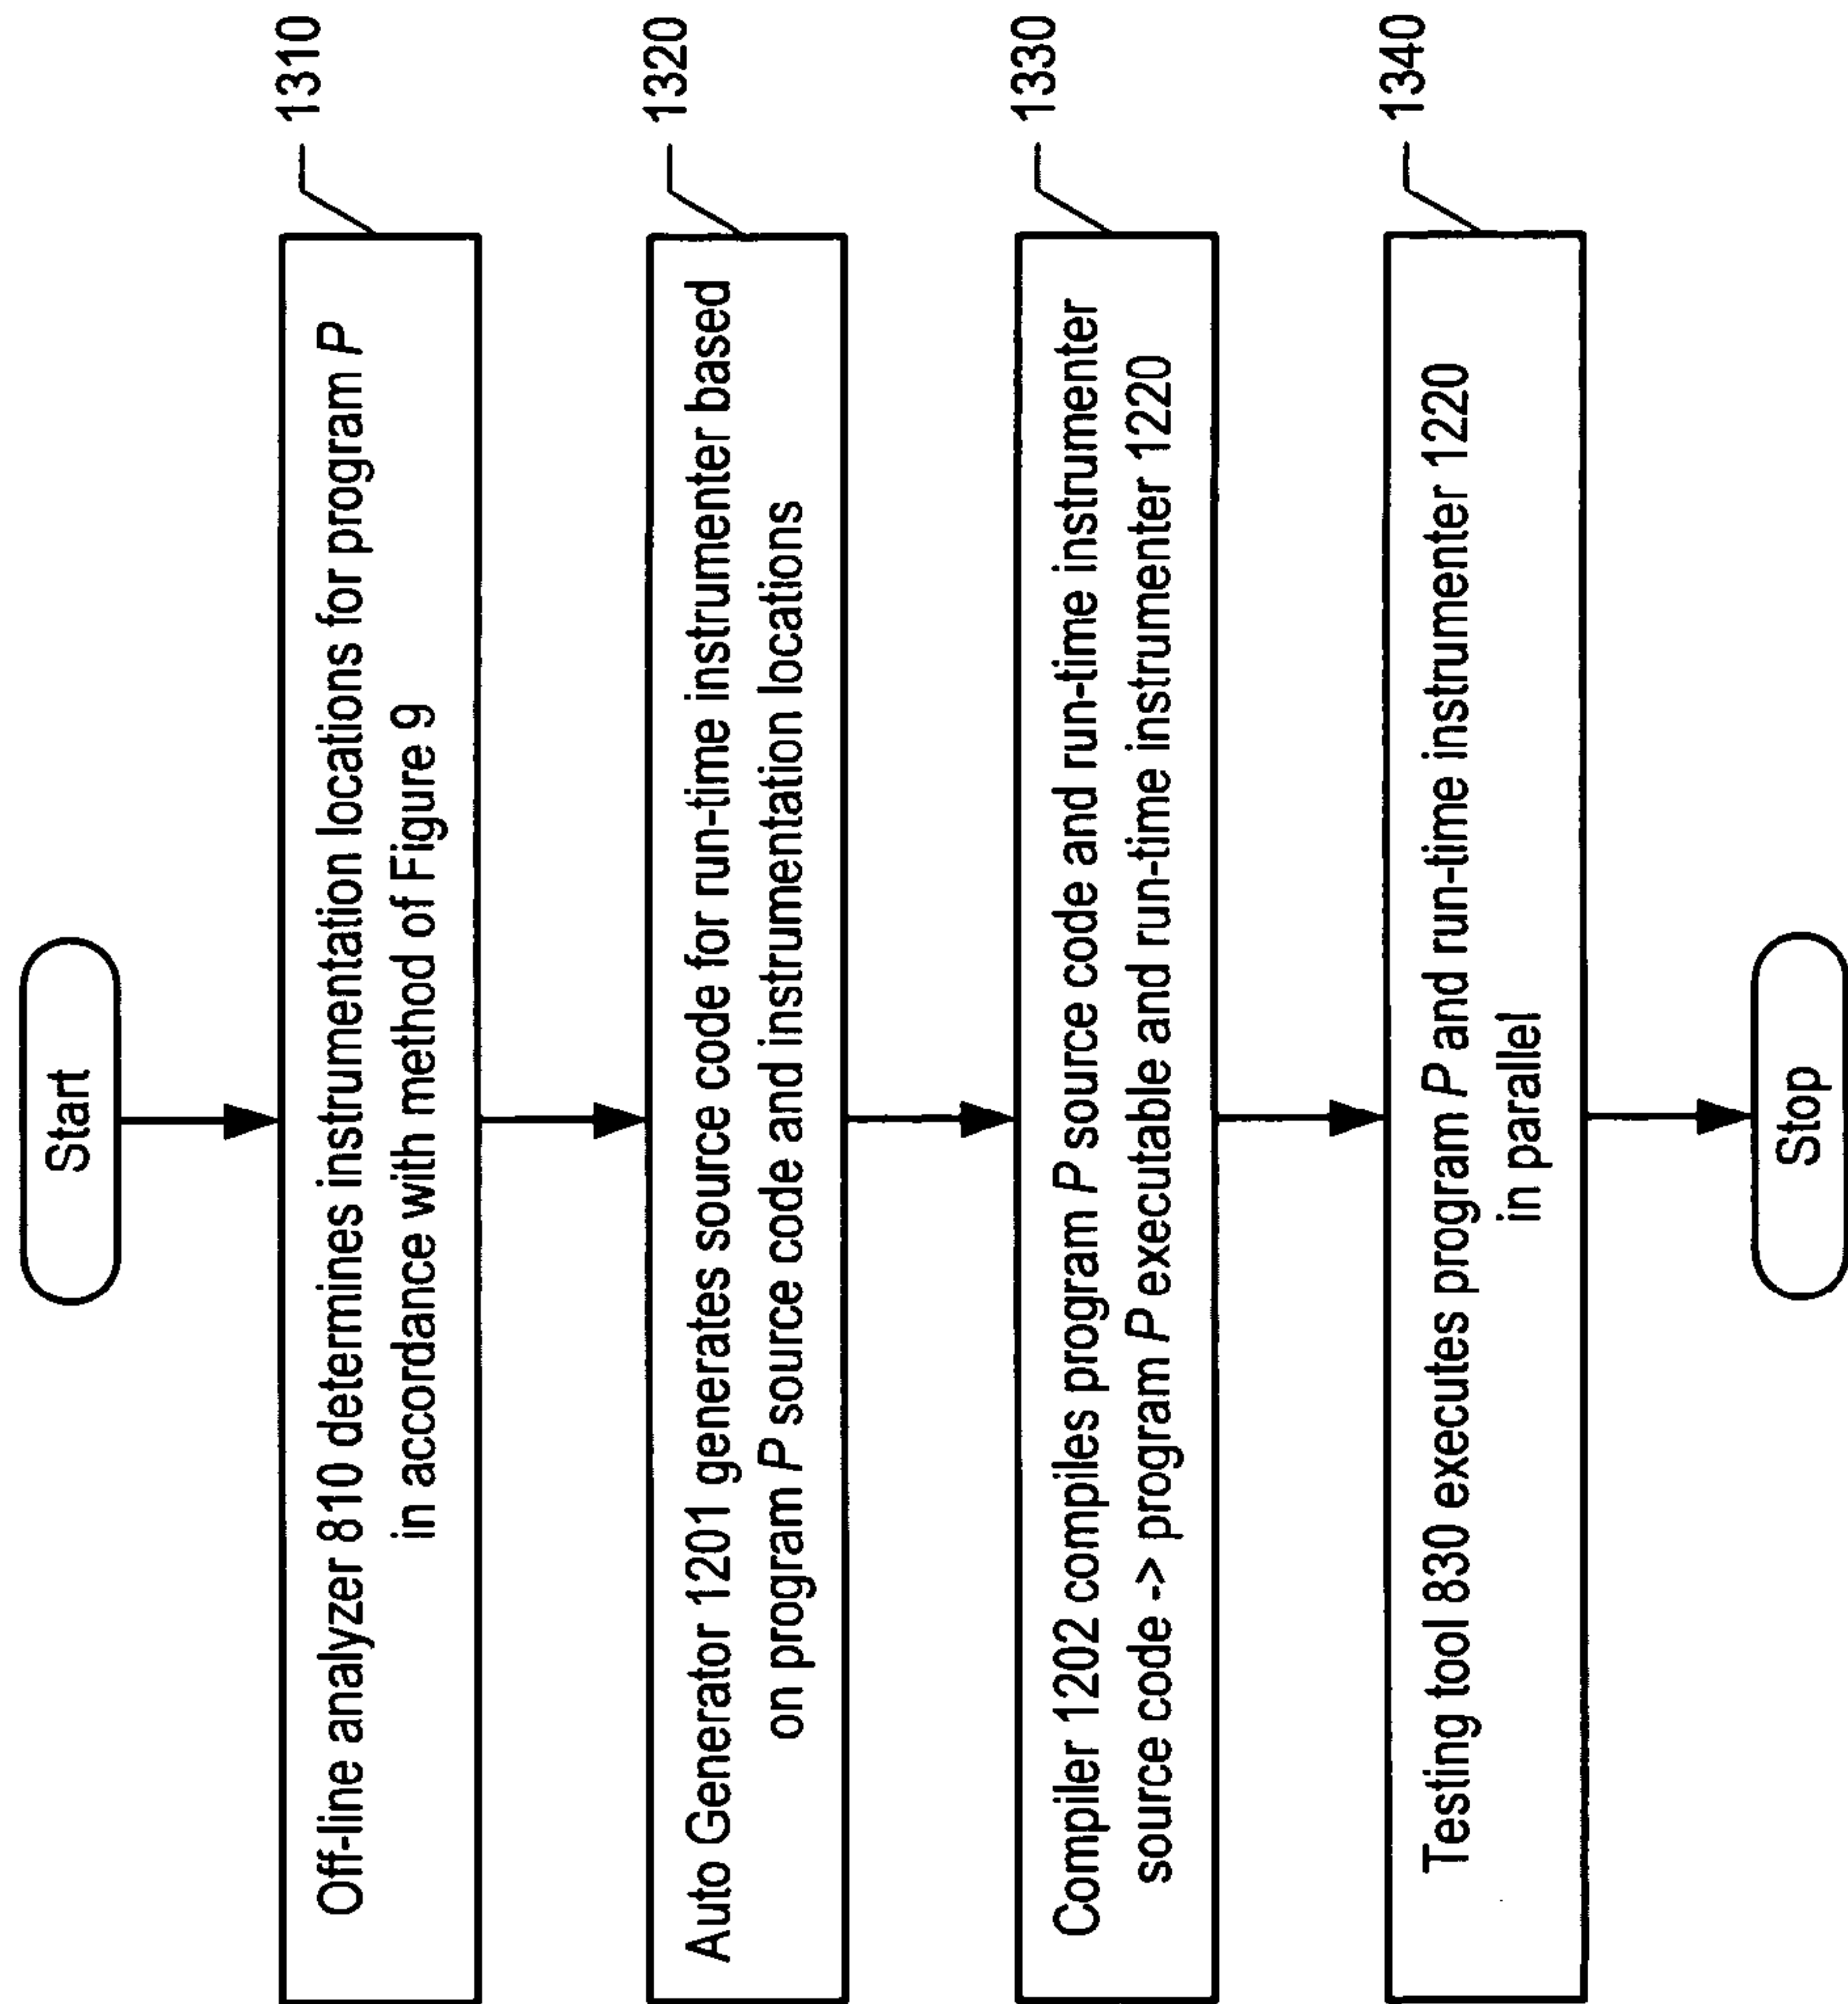 Start
1310
Off-line analyzer 810 determines instrumentation locations for program P
in accordance with method of Figure 9
1320
Auto Generator 1201 generates source code for run-time instrumenter based
on program P source code and instrumentation locations
1330
Compiler 1202 compiles program P source code and run-time instrumenter
source code -> program P executable and run-time instrumenter 1220
1340
Testing tool 830 executes program P and run-time instrumenter 1220
in parallel
Stop